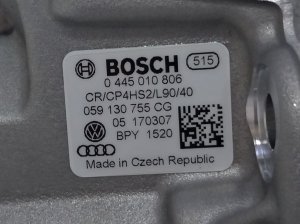 BOSCH 515
0 445 010 806
CR/CP4HS2/L90/40
059 130 755 CG
05 170307
BPY 1520
Made in Czech Republic